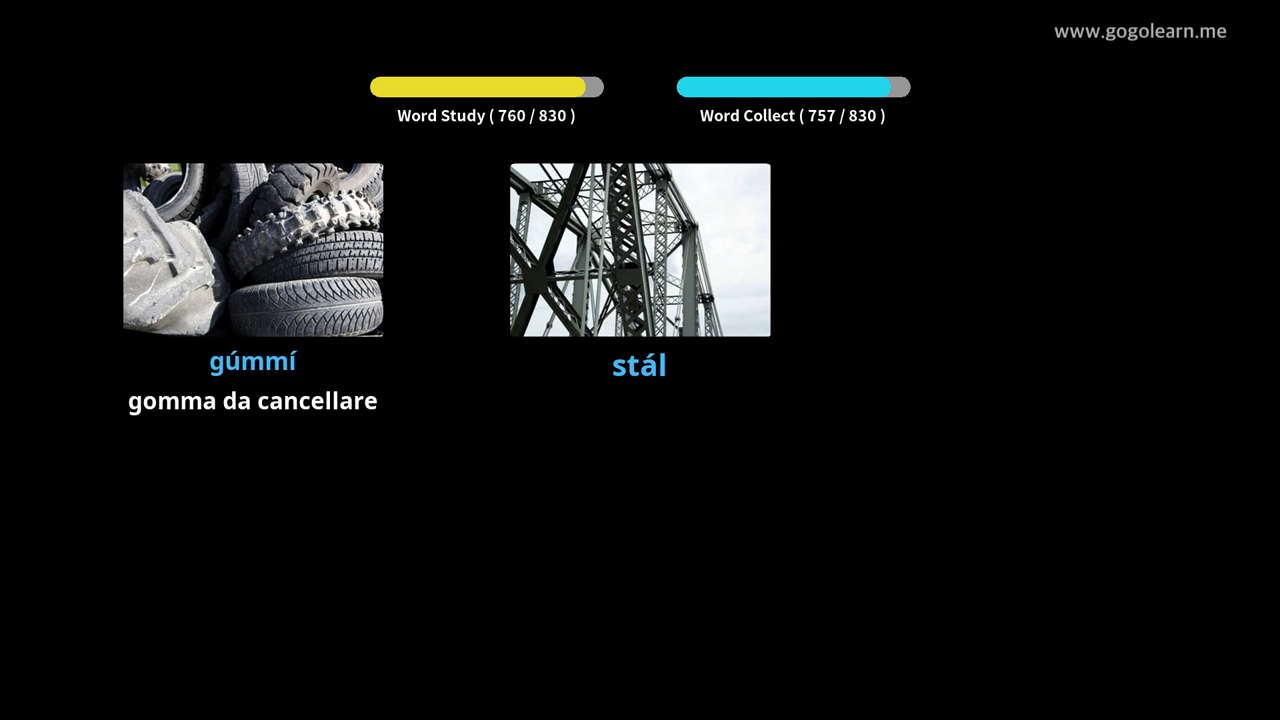 www.gogolearn.me
Word Study ( 760 / 830 )
Word Collect ( 757 / 830 )
gúmmí
stál
gomma da cancellare